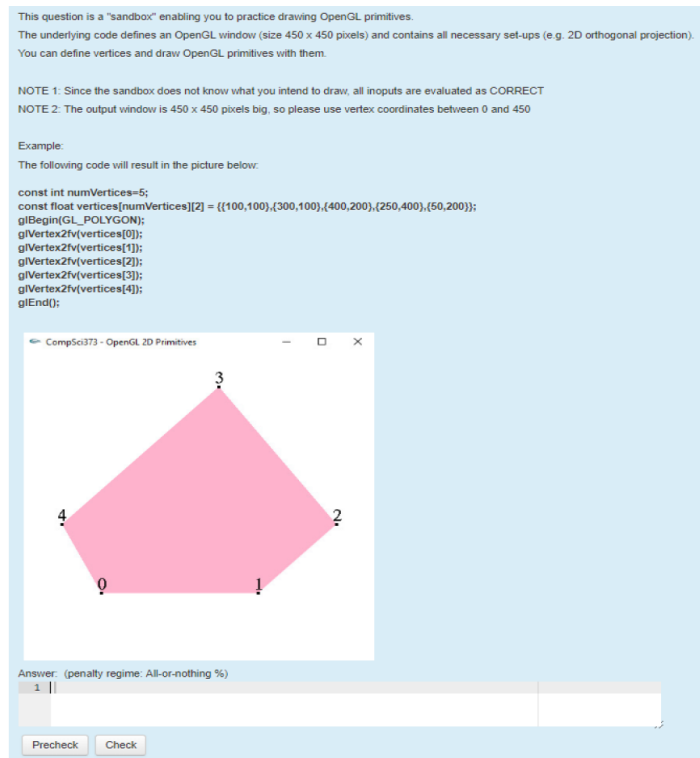 This question is a "sandbox" enabling you to practice drawing OpenGL primitives.
The underlying code defines an OpenGL window (size 450 x 450 pixels) and contains all necessary set-ups (e.g. 2D orthogonal projection).
You can define vertices and draw OpenGL primitives with them.
NOTE 1: Since the sandbox does not know what you intend to draw, all inoputs are evaluated as CORRECT
NOTE 2: The output window is 450 x 450 pixels big, so please use vertex coordinates between 0 and 450
Example:
The following code will result in the picture below:
const int numVertices=5;
const float vertices[numVertices][2] = {{100,100},{300,100},{400,200},{250,400},{50,200}};
glBegin(GL_POLYGON);
glVertex2fv(vertices[0]);
glVertex2fv(vertices[1]);
glVertex2fv(vertices[2]);
glVertex2fv(vertices[3]);
glVertex2fv(vertices[4]);
glEnd();
CompSci373 - OpenGL 2D Primitives
3
4
2
0
1
Answer: (penalty regime: All-or-nothing %)
1
Precheck
Check